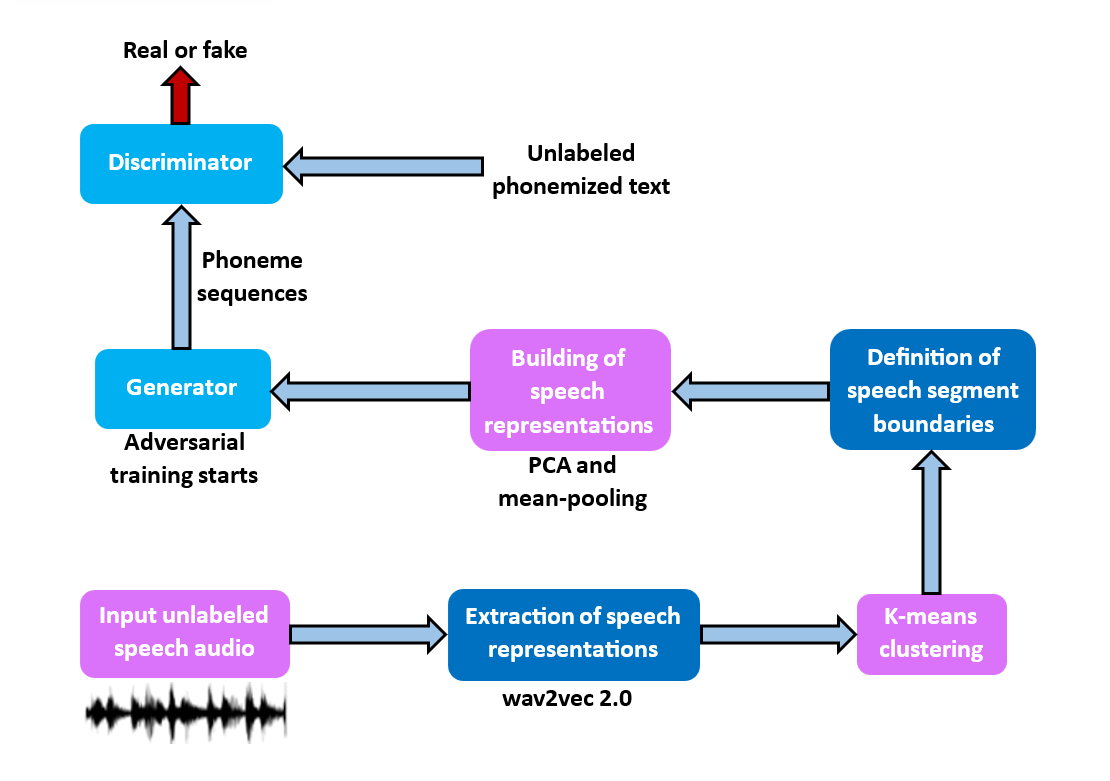 Real or fake
Discriminator
Unlabeled
phonemized text
Phoneme
sequences
Generator
Adversarial
training starts
Building of
speech
representations
PCA and
mean-pooling
Definition of
speech segment
boundaries
Input unlabeled
speech audio
Extraction of speech
representations
wav2vec 2.0
K-means
clustering